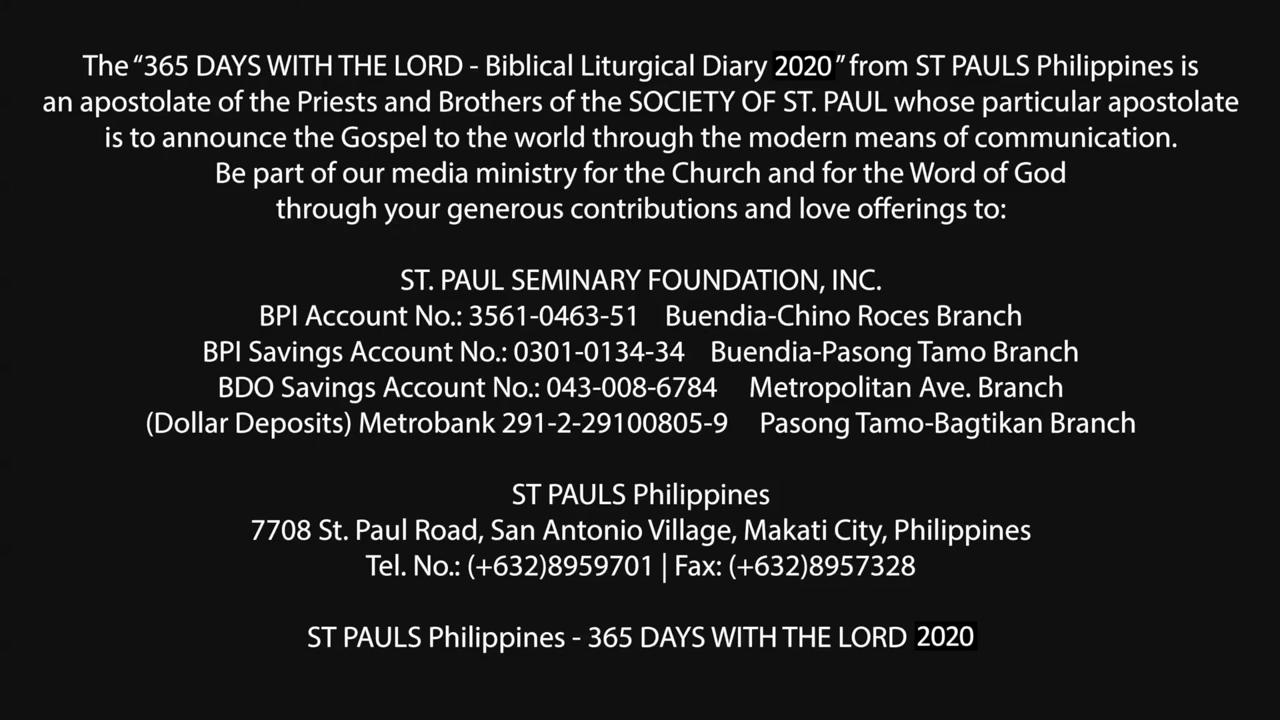 The “365 DAYS WITH THE LORD - Biblical Liturgical Diary 2020” from ST PAULS Philippines is
an apostolate of the Priests and Brothers of the SOCIETY OF ST. PAUL whose particular apostolate
is to announce the Gospel to the world through the modern means of communication.
Be part of our media ministry for the Church and for the Word of God
through your generous contributions and love offerings to:
ST. PAUL SEMINARY FOUNDATION, INC.
BPI Account No.: 3561-0463-51 Buendia-Chino Roces Branch
BPI Savings Account No.: 0301-0134-34 Buendia-Pasong Tamo Branch
BDO Savings Account No.: 043-008-6784 Metropolitan Ave. Branch
(Dollar Deposits) Metrobank 291-2-29100805-9 Pasong Tamo-Bagtikan Branch
ST PAULS Philippines
7708 St. Paul Road, San Antonio Village, Makati City, Philippines
Tel. No.: (+632)8959701 | Fax: (+632)8957328
ST PAULS Philippines - 365 DAYS WITH THE LORD 2020